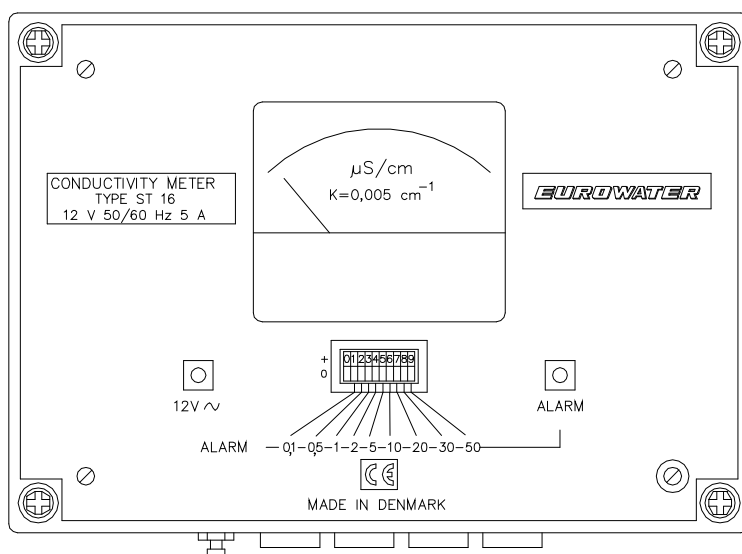 µS/cm
K=0,005 cm⁻¹
CONDUCTIVITY METER
TYPE ST 16
12 V 50/60 Hz 5 A
EUROWATER
+ 0123456789
0
12V ∿
ALARM
ALARM —0,1–0,5–1–2–5–10–20–30–50
CE
MADE IN DENMARK